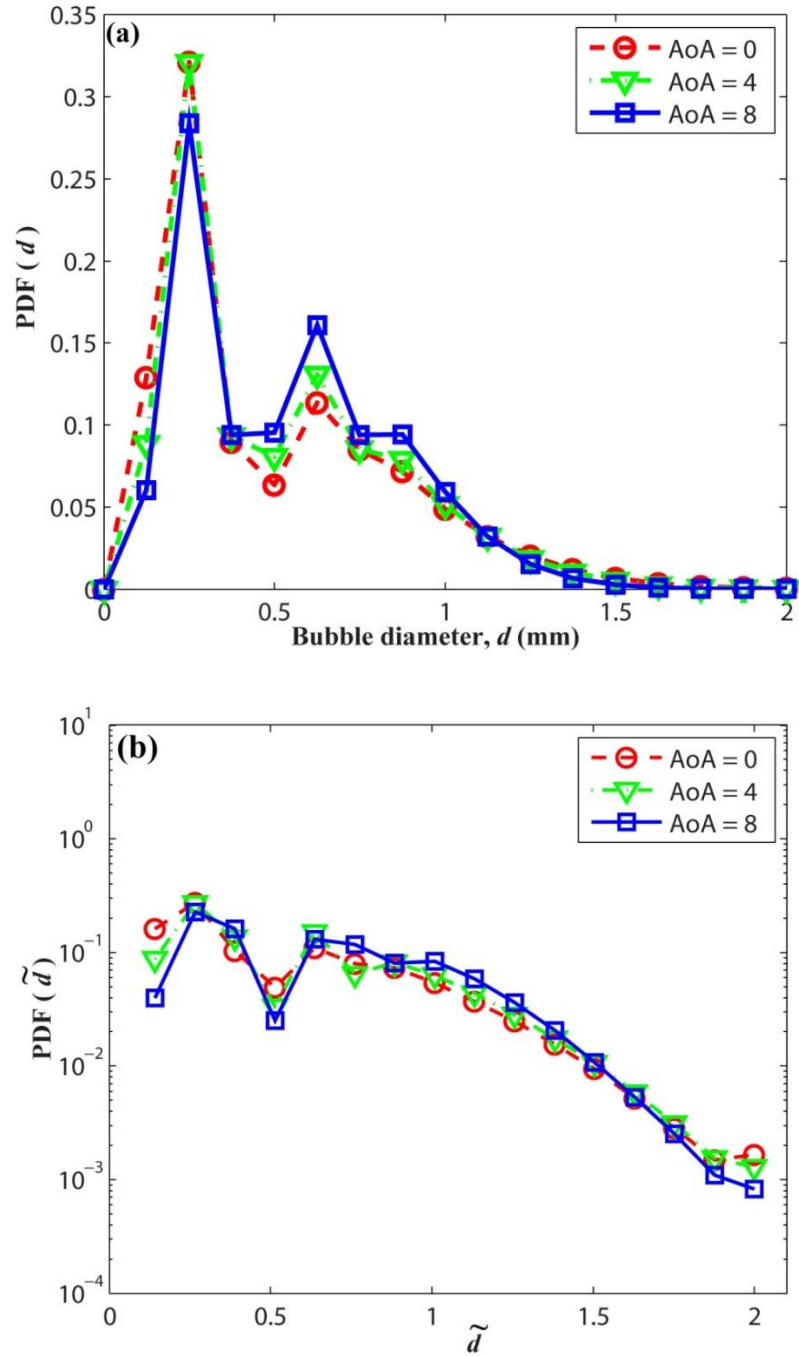 (a)
AoA = 0
AoA = 4
AoA = 8
PDF ( d )
0.35
0.3
0.25
0.2
0.15
0.1
0.05
0
0 0.5 1 1.5 2
Bubble diameter, d (mm)
(b)
AoA = 0
AoA = 4
AoA = 8
PDF ( d̃ )
10¹
10⁰
10⁻¹
10⁻²
10⁻³
10⁻⁴
0 0.5 1 1.5 2
d̃